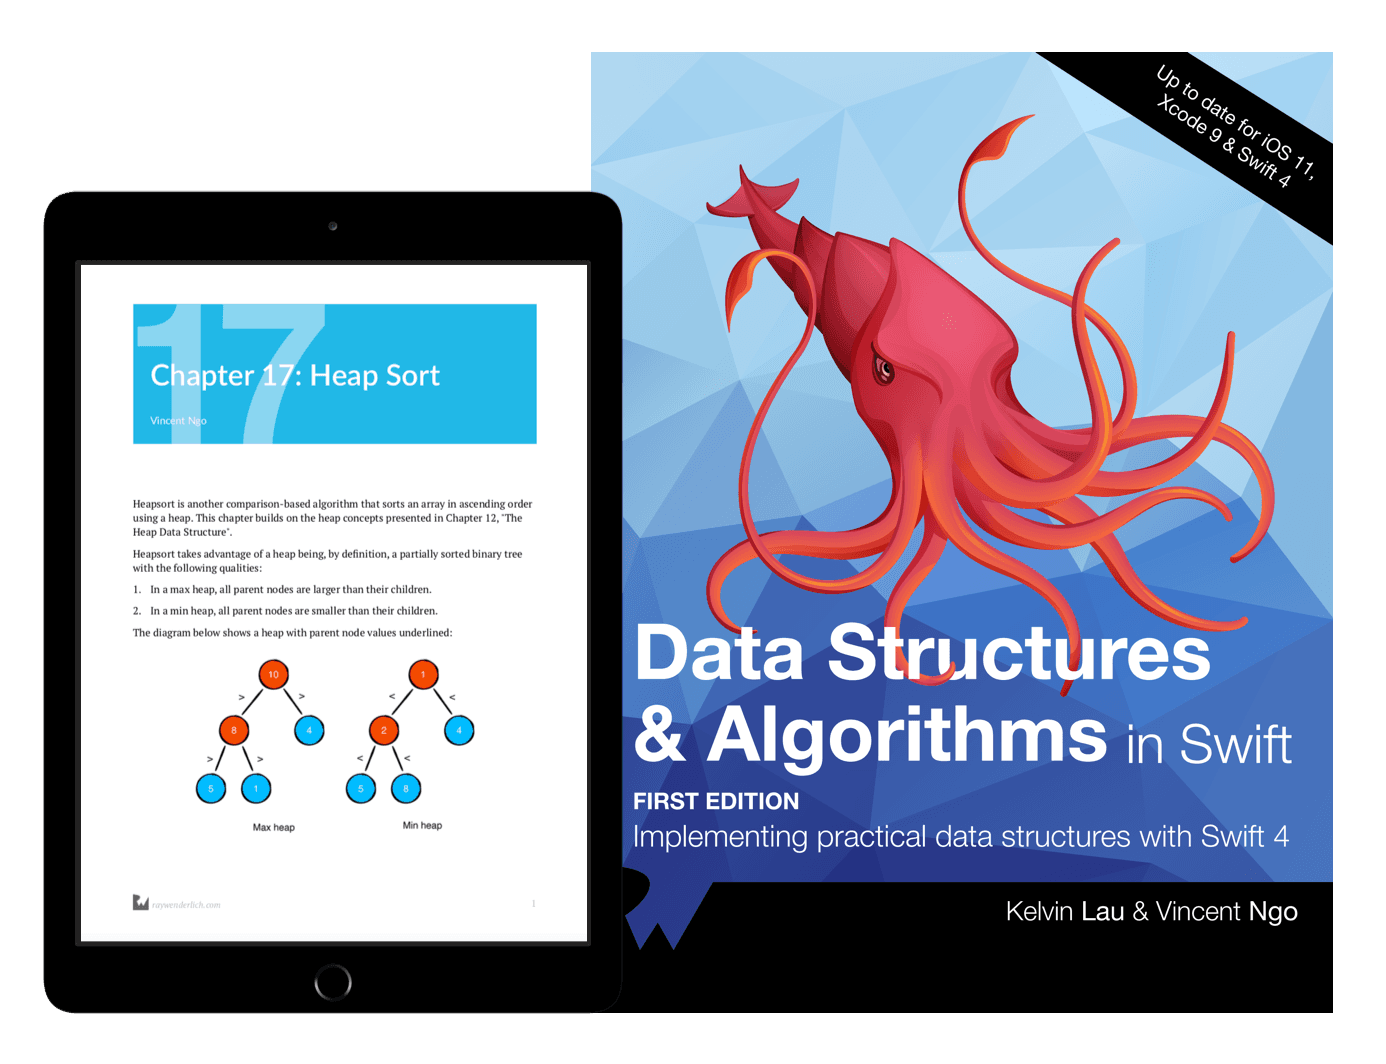 17
Chapter 17: Heap Sort
Vincent Ngo
Heapsort is another comparison-based algorithm that sorts an array in ascending order
using a heap. This chapter builds on the heap concepts presented in Chapter 12, "The
Heap Data Structure".
Heapsort takes advantage of a heap being, by definition, a partially sorted binary tree
with the following qualities:
1. In a max heap, all parent nodes are larger than their children.
2. In a min heap, all parent nodes are smaller than their children.
The diagram below shows a heap with parent node values underlined:
10
> >
8 4
> >
5 1
Max heap
1
< <
2 4
< <
5 8
Min heap
raywenderlich.com 1
Up to date for iOS 11,
Xcode 9 & Swift 4
Data Structures
& Algorithms in Swift
FIRST EDITION
Implementing practical data structures with Swift 4
Kelvin Lau & Vincent Ngo